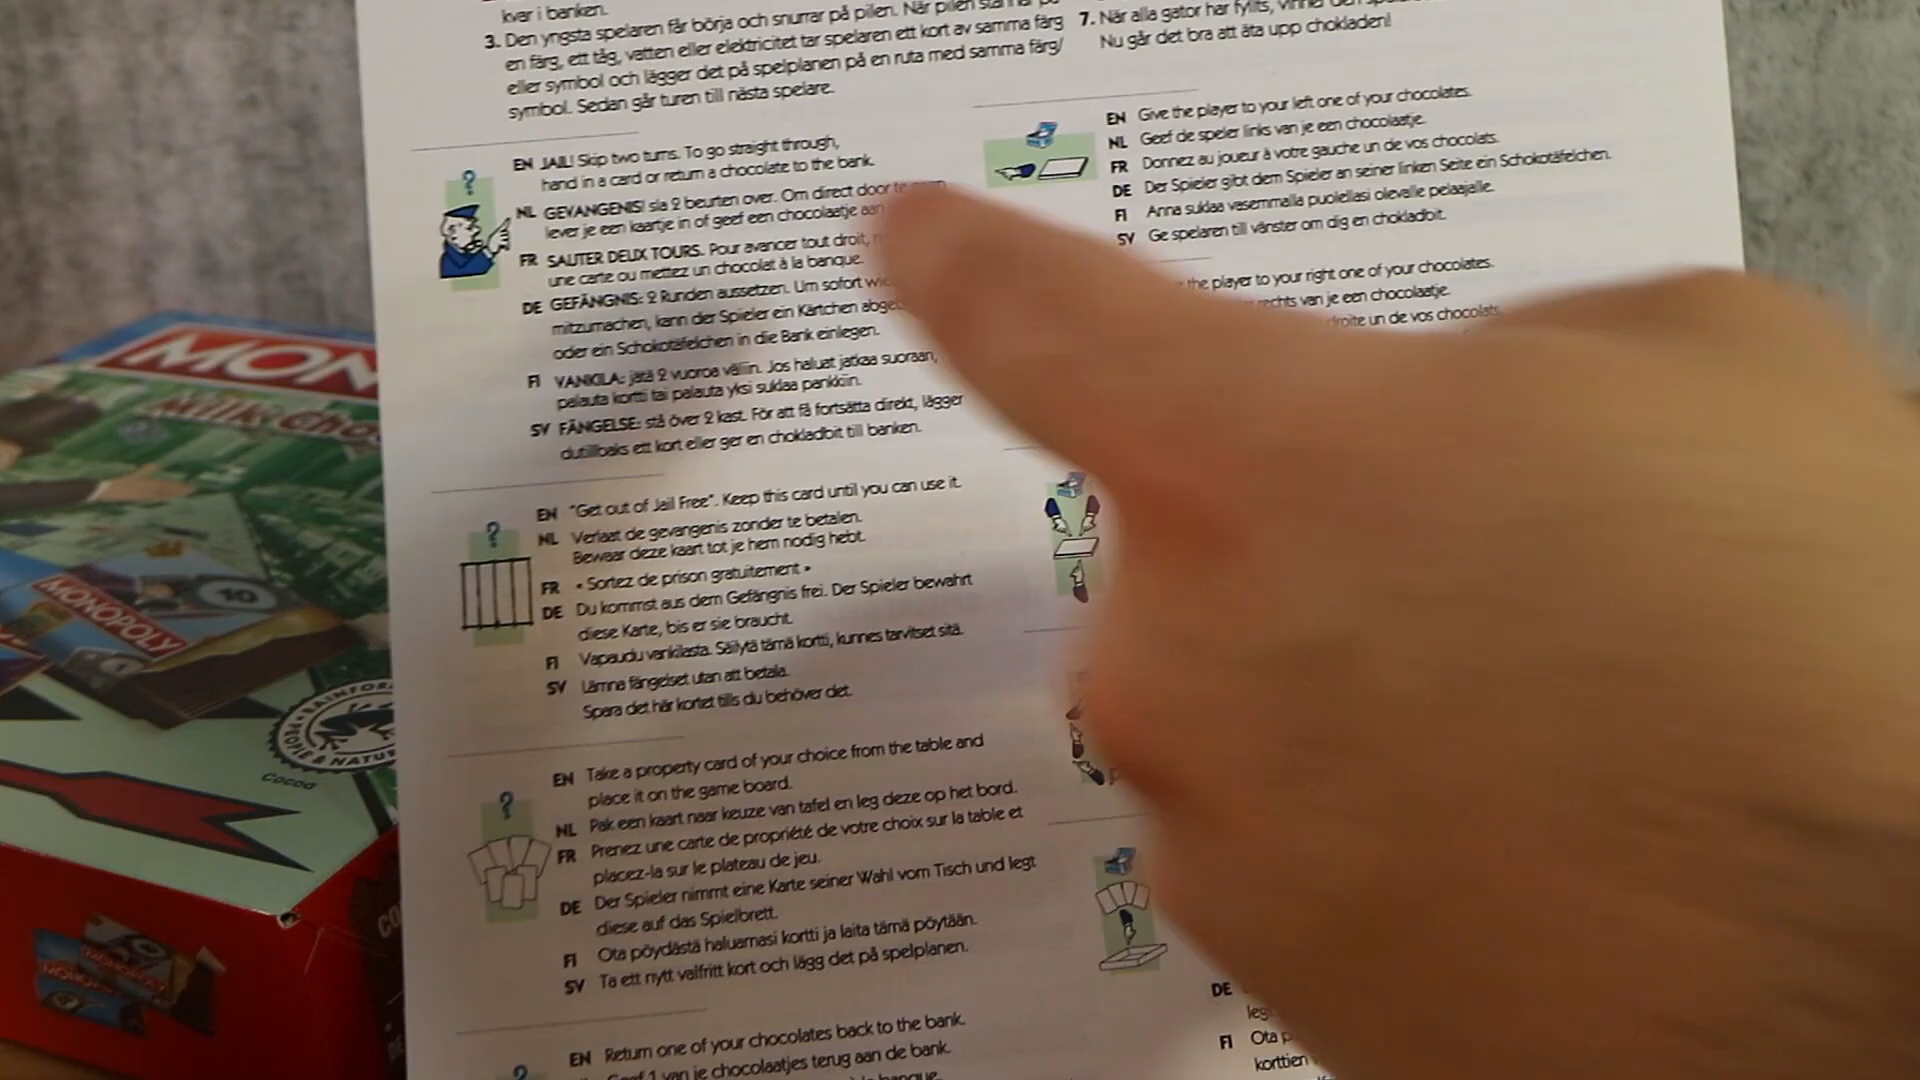 kvar i banken.
3. Den yngsta spelaren får börja och snurrar på pilen. När pilen
en färg, ett tåg, vatten eller elektricitet tar spelaren ett kort av samma färg
eller symbol och lägger det på spelplanen på en ruta med samma färg/
symbol. Sedan går turen till nästa spelare.
EN JAIL! Skip two turns. To go straight through,
hand in a card or return a chocolate to the bank.
NL GEVANGENIS! sla 2 beurten over. Om direct door te
lever je een kaartje in of geef een chocolaatje aan
FR SAUTER DEUX TOURS. Pour avancer tout droit,
une carte ou mettez un chocolat à la banque.
DE GEFÄNGNIS: 2 Runden aussetzen. Um sofort
mitzumachen, kann der Spieler ein Kärtchen
oder ein Schokotäfelchen in die Bank einlegen.
FI VANKILA: jätä 2 vuoroa väliin. Jos haluat jatkaa suoraan,
palauta kortti tai palauta yksi suklaa pankkiin.
SV FÄNGELSE: stå över 2 kast. För att få fortsätta direkt, lägger
dutillbaks ett kort eller ger en chokladbit till banken.
?
EN "Get out of Jail Free". Keep this card until you can use it.
NL Verlaat de gevangenis zonder te betalen.
Bewaar deze kaart tot je hem nodig hebt.
FR « Sortez de prison gratuitement »
DE Du kommst aus dem Gefängnis frei. Der Spieler bewahrt
diese Karte, bis er sie braucht.
FI Vapaudu vankilasta. Säilytä tämä kortti, kunnes tarvitset sitä.
SV Lämna fängelset utan att betala.
Spara det här kortet tills du behöver det.
?
EN Take a property card of your choice from the table and
place it on the game board.
NL Pak een kaart naar keuze van tafel en leg deze op het bord.
FR Prenez une carte de propriété de votre choix sur la table et
placez-la sur le plateau de jeu.
DE Der Spieler nimmt eine Karte seiner Wahl vom Tisch und legt
diese auf das Spielbrett.
FI Ota pöydästä haluamasi kortti ja laita tämä pöytään.
SV Ta ett nytt valfritt kort och lägg det på spelplanen.
?
EN Return one of your chocolates back to the bank.
1 van je chocolaatjes terug aan de bank.
banque.
?
7. När alla gator har fyllts,
Nu går det bra att äta upp chokladen!
EN Give the player to your left one of your chocolates.
NL Geef de speler links van je een chocolaatje.
FR Donnez au joueur à votre gauche un de vos chocolats.
DE Der Spieler gibt dem Spieler an seiner linken Seite ein Schokotäfelchen.
FI Anna suklaa vasemmalla puolellasi olevalle pelaajalle.
SV Ge spelaren till vänster om dig en chokladbit.
the player to your right one of your chocolates.
rechts van je een chocolaatje.
droite un de vos chocolats.
DE
FI Ota
korttien
MON
Milk
MONOPOLY
10
1
PEOPLE & NATURE
Cocoa
MONOPOLY